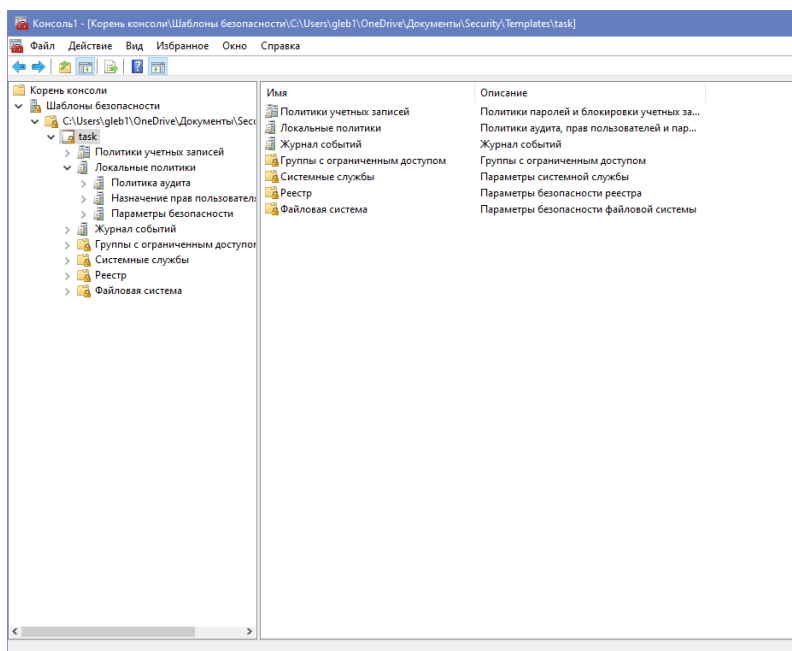 Консоль1 - [Корень консоли\Шаблоны безопасности\C:\Users\gleb1\OneDrive\Документы\Security\Templates\task]
Файл Действие Вид Избранное Окно Справка
Корень консоли
Шаблоны безопасности
C:\Users\gleb1\OneDrive\Документы\Secu
task
Политики учетных записей
Локальные политики
Политика аудита
Назначение прав пользователя
Параметры безопасности
Журнал событий
Группы с ограниченным доступом
Системные службы
Реестр
Файловая система
Имя Описание
Политики учетных записей Политики паролей и блокировки учетных за...
Локальные политики Политики аудита, прав пользователей и пар...
Журнал событий Журнал событий
Группы с ограниченным доступом Группы с ограниченным доступом
Системные службы Параметры системной службы
Реестр Параметры безопасности реестра
Файловая система Параметры безопасности файловой системы